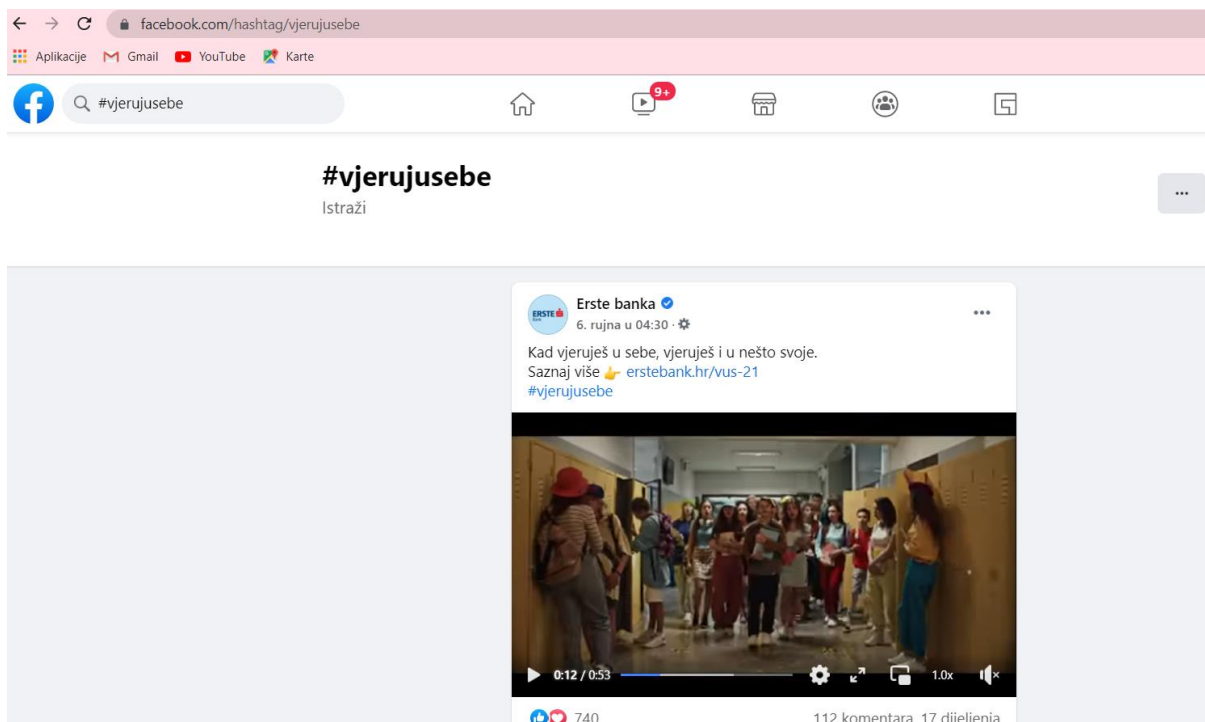 facebook.com/hashtag/vjerujusebe
Aplikacije Gmail YouTube Karte
#vjerujusebe
9+
#vjerujusebe
Istraži
...
ERSTE
Bank
Erste banka
6. rujna u 04:30 ·
Kad vjeruješ u sebe, vjeruješ i u nešto svoje.
Saznaj više 👉 erstebank.hr/vus-21
#vjerujusebe
0:12 / 0:53 1.0x
740 112 komentara 17 dijeljenja